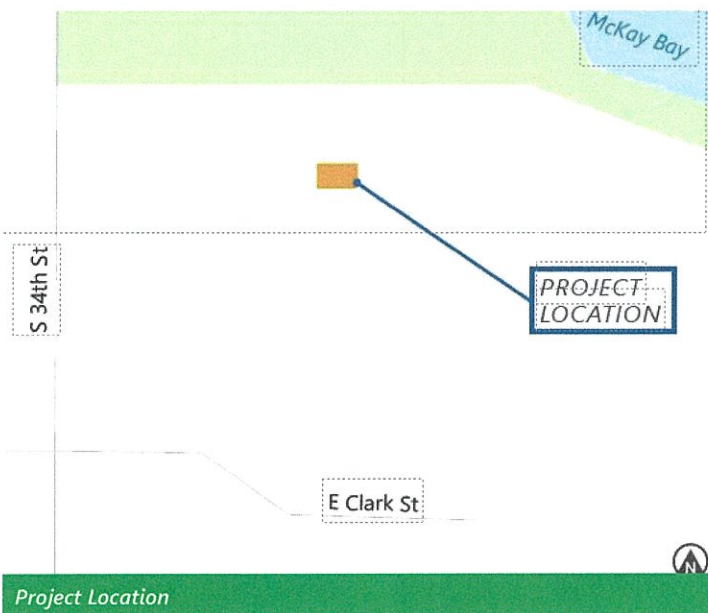 McKay Bay
S 34th St
PROJECT
LOCATION
E Clark St
N
Project Location